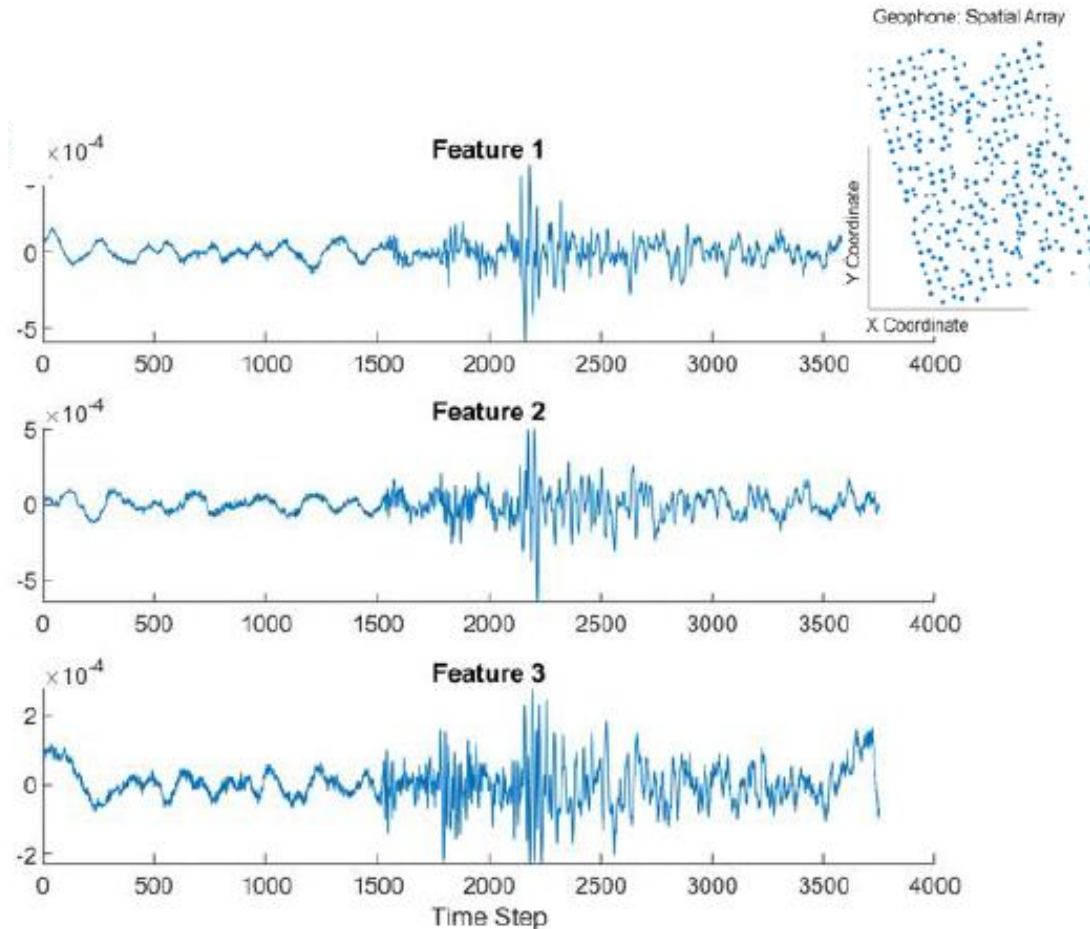 Geophone: Spatial Array
Y Coordinate
X Coordinate
×10-4
Feature 1
0
-5
0 500 1000 1500 2000 2500 3000 3500 4000
×10-4
Feature 2
5
0
-5
0 500 1000 1500 2000 2500 3000 3500 4000
×10-4
Feature 3
2
0
-2
0 500 1000 1500 2000 2500 3000 3500 4000
Time Step